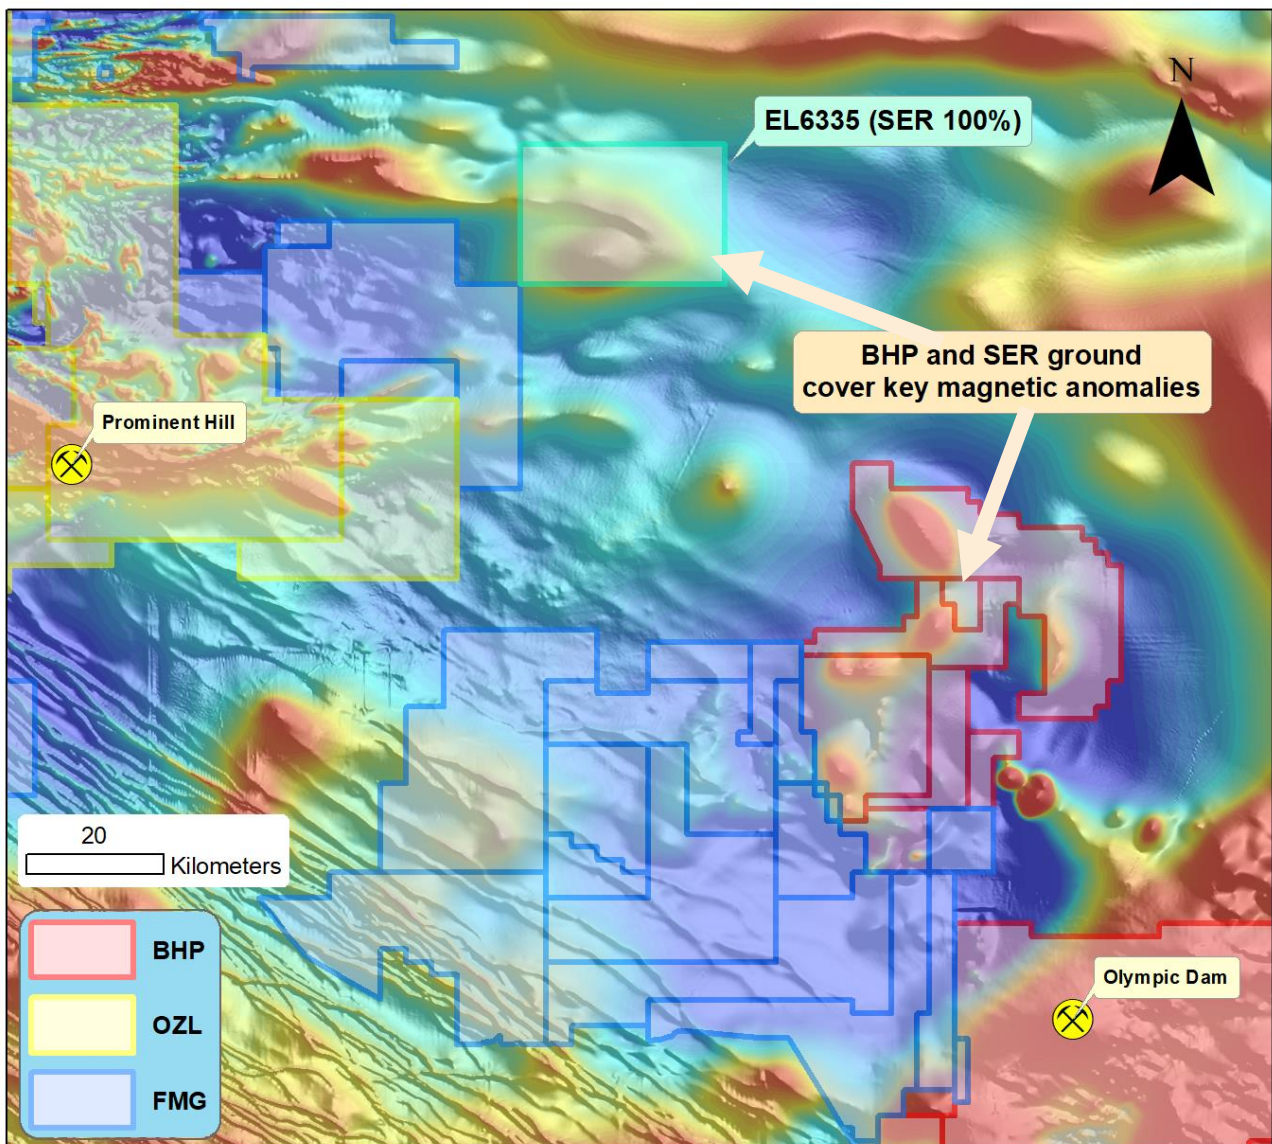 N
EL6335 (SER 100%)
BHP and SER ground
cover key magnetic anomalies
Prominent Hill
20
Kilometers
BHP
OZL
FMG
Olympic Dam